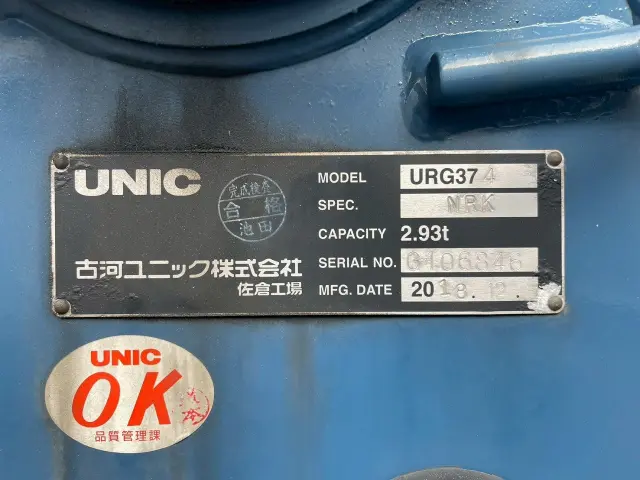 UNIC
完成検査
合格
池田
MODEL URG374
SPEC. NRK
CAPACITY 2.93t
SERIAL NO.
古河ユニック株式会社
佐倉工場
MFG. DATE 2018.12.
UNIC
OK
品質管理課